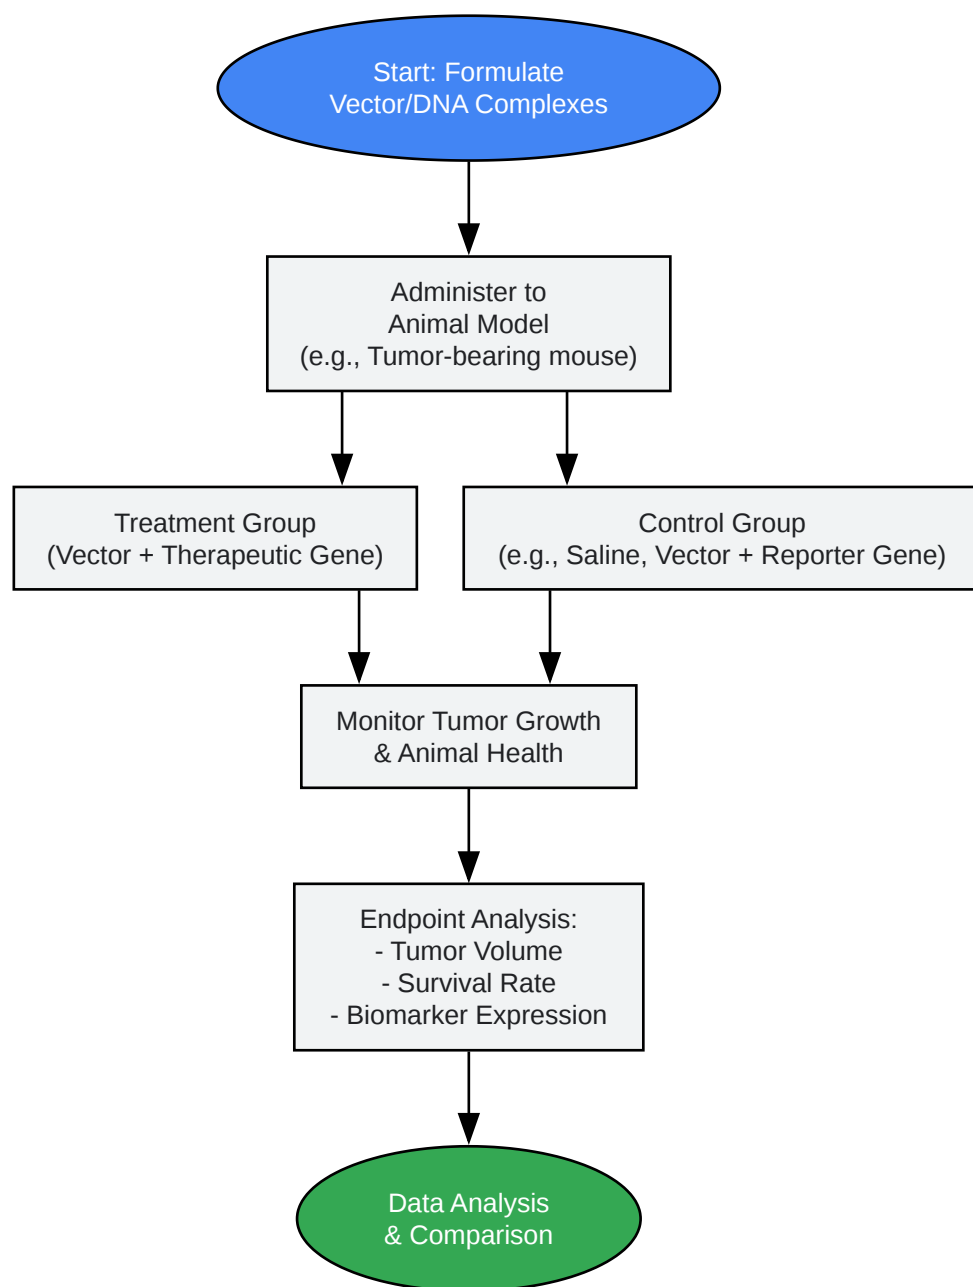 Start: Formulate
Vector/DNA Complexes
Administer to
Animal Model
(e.g., Tumor-bearing mouse)
Treatment Group
(Vector + Therapeutic Gene)
Control Group
(e.g., Saline, Vector + Reporter Gene)
Monitor Tumor Growth
& Animal Health
Endpoint Analysis:
- Tumor Volume
- Survival Rate
- Biomarker Expression
Data Analysis
& Comparison